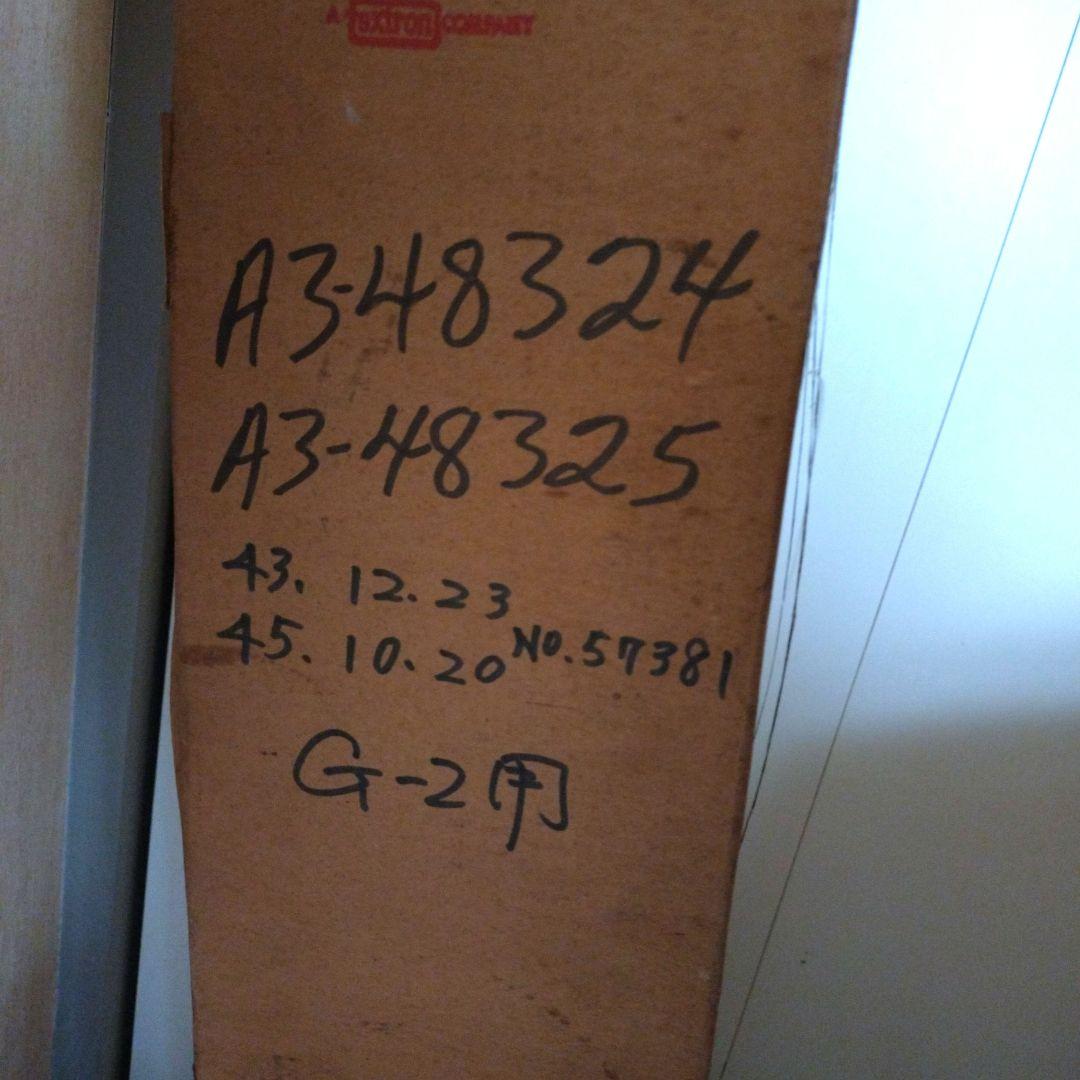 A textron COMPANY
A3-48324
A3-48325
43. 12. 23
45. 10. 20 NO. 57381
G-2用